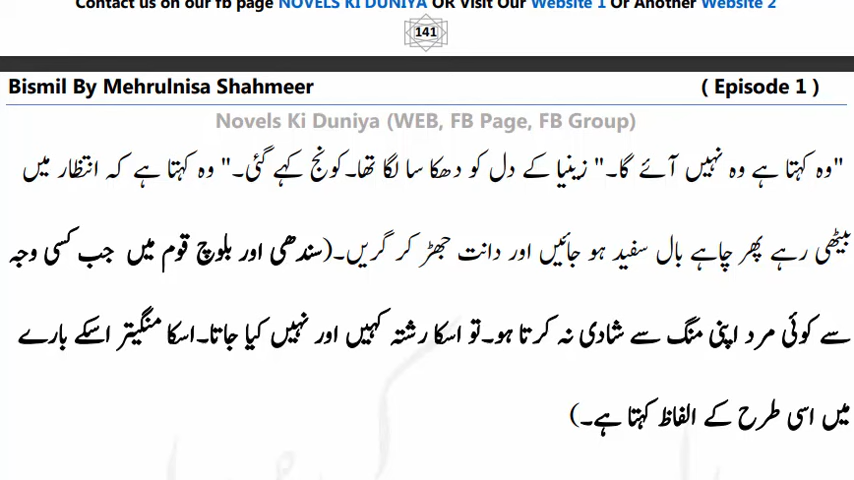 Contact us on our fb page NOVELS KI DUNIYA OR Visit Our Website 1 Or Another Website 2
141
Bismil By Mehrulnisa Shahmeer ( Episode 1 )
Novels Ki Duniya (WEB, FB Page, FB Group)
"وہ کہتا ہے وہ نہیں آئے گا۔" زینیا کے دل کو دھکا سا لگا تھا۔کونج کہے گئی۔" وہ کہتا ہے کہ انتظار میں
بیٹھی رہے پھر چاہے بال سفید ہو جائیں اور دانت جھڑ کر گریں۔(سندھی اور بلوچ قوم میں جب کسی وجہ
سے کوئی مرد اپنی منگ سے شادی نہ کرتا ہو۔تو اسکا رشتہ کہیں اور نہیں کیا جاتا۔اسکا منگیتر اسکے بارے
میں اسی طرح کے الفاظ کہتا ہے۔)